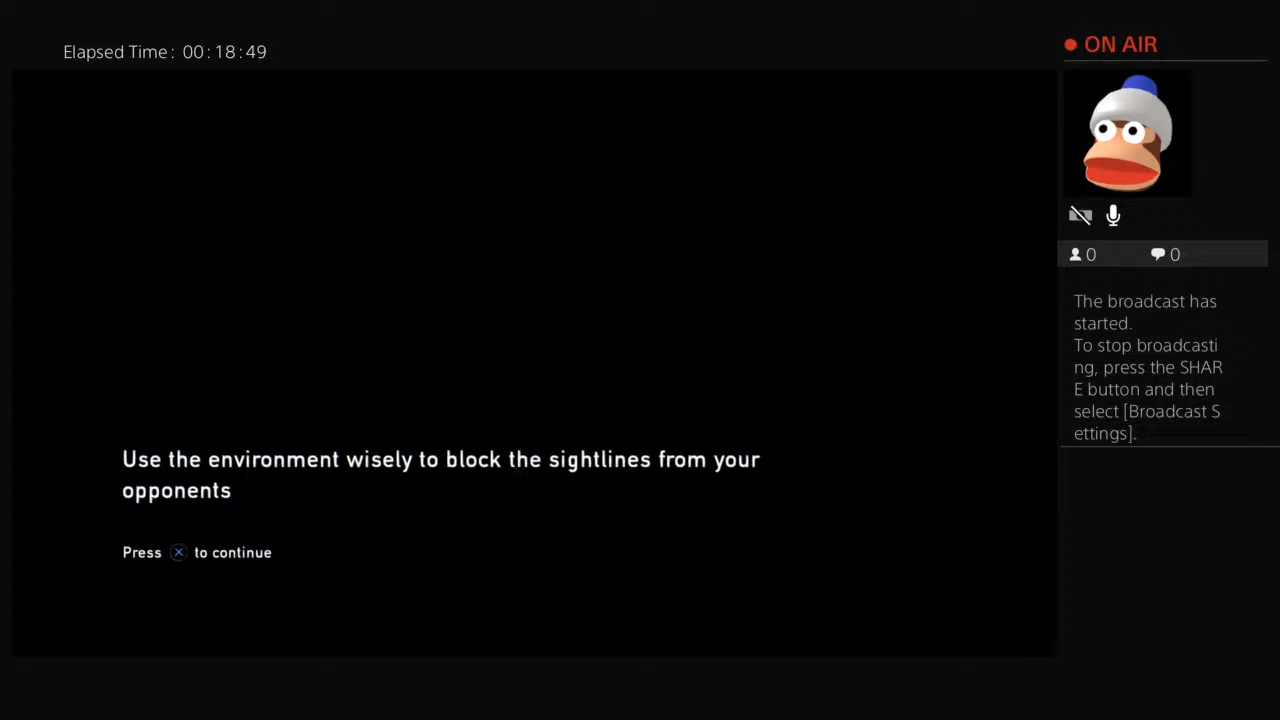 Elapsed Time: 00:18:49
ON AIR
0 0
The broadcast has
started.
To stop broadcasti
ng, press the SHAR
E button and then
select [Broadcast S
ettings].
Use the environment wisely to block the sightlines from your
opponents
Press to continue